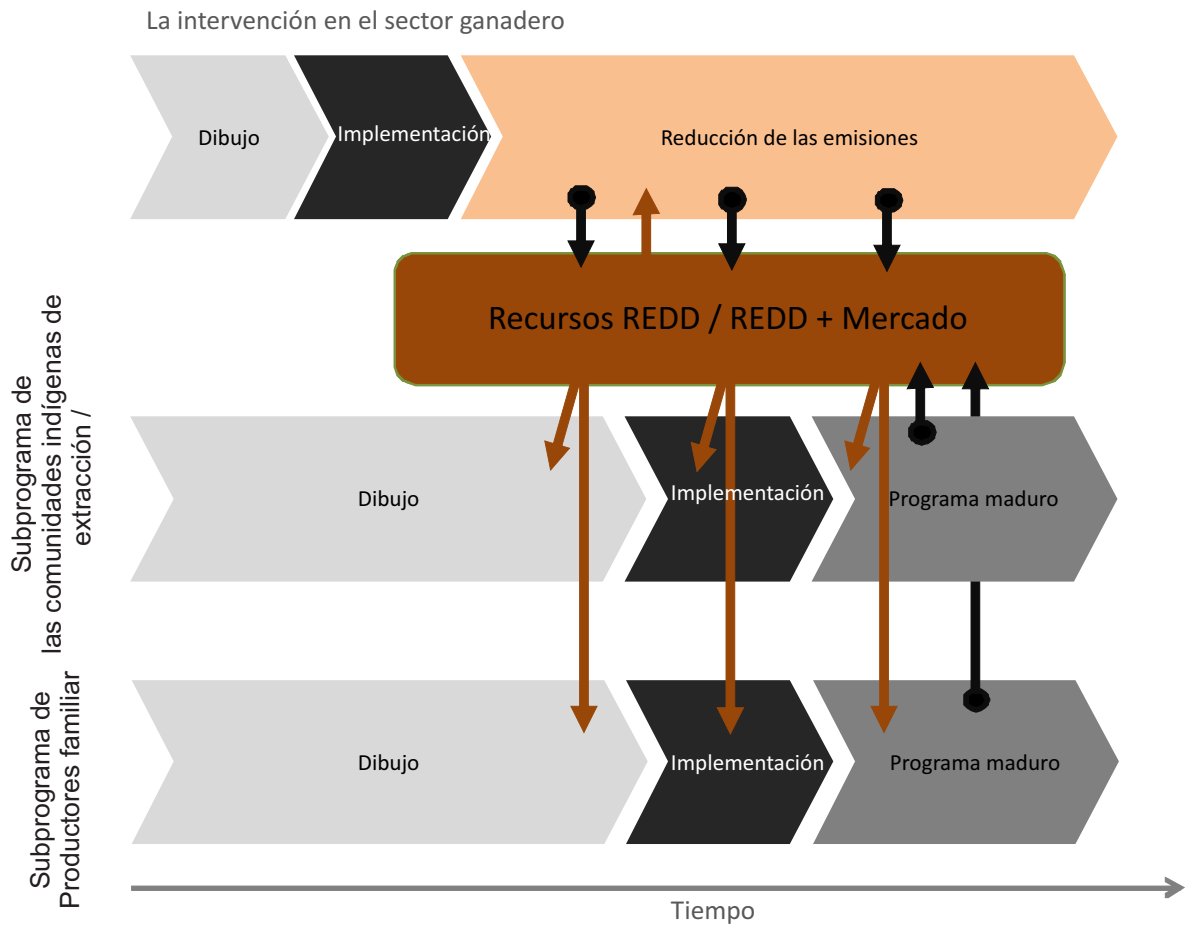 La intervención en el sector ganadero
Dibujo
Implementación
Reducción de las emisiones
Recursos REDD / REDD + Mercado
Subprograma de
las comunidades indígenas de
extracción /
Dibujo
Implementación
Programa maduro
Subprograma de
Productores familiar
Dibujo
Implementación
Programa maduro
Tiempo